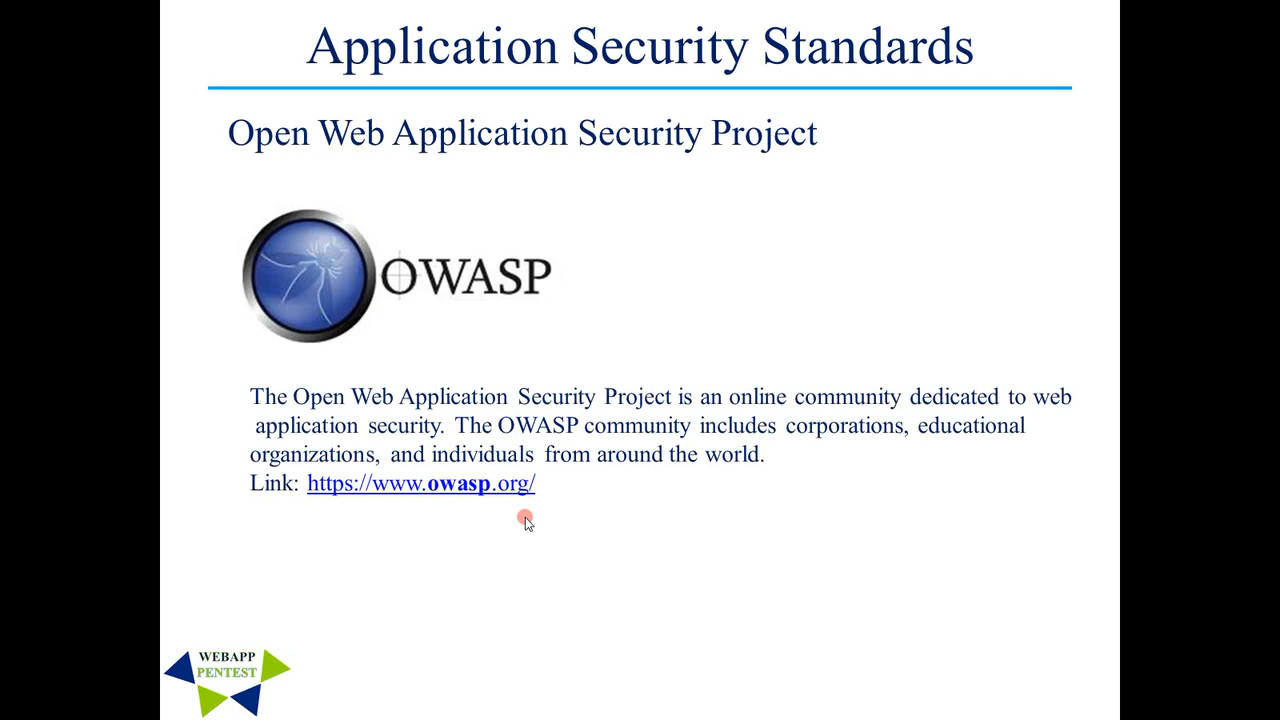 Application Security Standards
Open Web Application Security Project
OWASP
The Open Web Application Security Project is an online community dedicated to web
application security. The OWASP community includes corporations, educational
organizations, and individuals from around the world.
Link: https://www.owasp.org/
WEBAPP
PENTEST